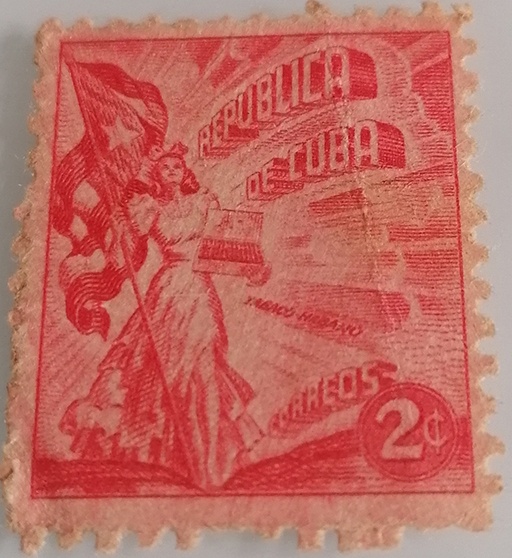 REPUBLICA
DE CUBA
TABACO HABANO
CORREOS
2¢